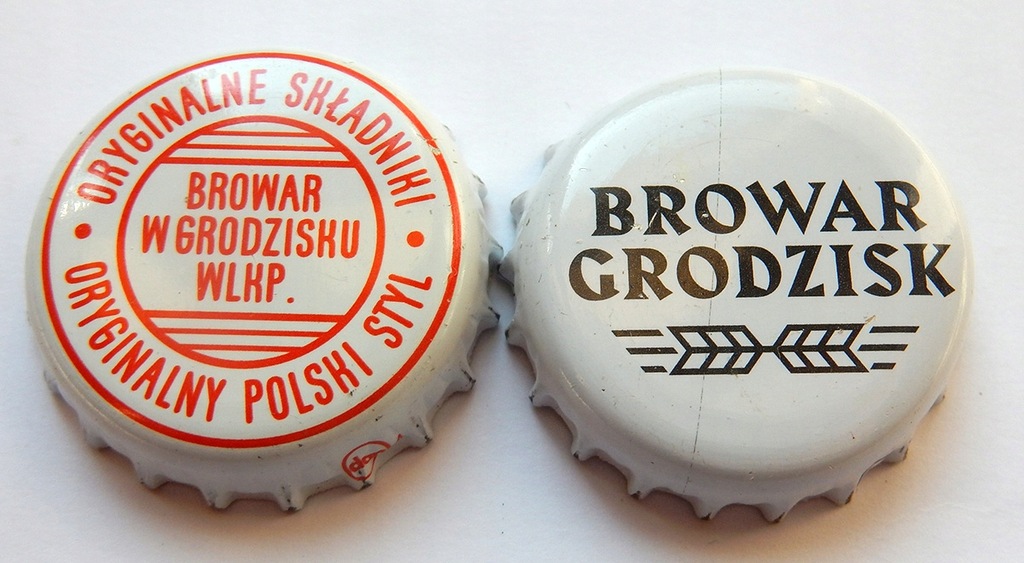 ORYGINALNE SKŁADNIKI
BROWAR
W GRODZISKU
WLKP.
ORYGINALNY POLSKI STYL
BROWAR
GRODZISK